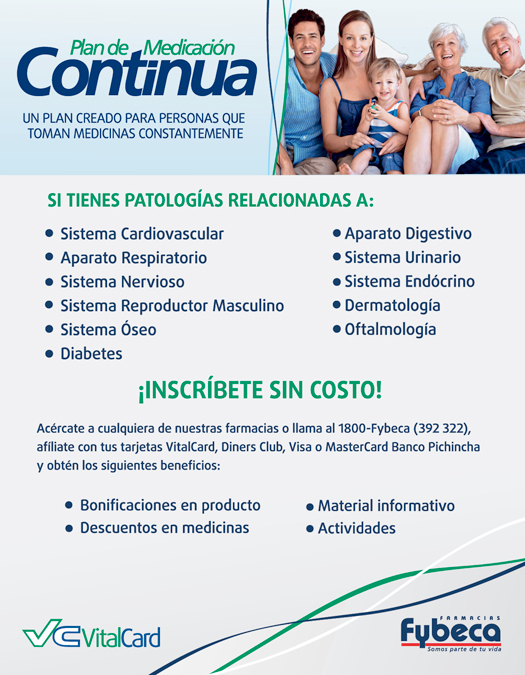 Plan de Medicación
Continua
UN PLAN CREADO PARA PERSONAS QUE
TOMAN MEDICINAS CONSTANTEMENTE
SI TIENES PATOLOGÍAS RELACIONADAS A:
• Sistema Cardiovascular
• Aparato Respiratorio
• Sistema Nervioso
• Sistema Reproductor Masculino
• Sistema Óseo
• Diabetes
• Aparato Digestivo
• Sistema Urinario
• Sistema Endócrino
• Dermatología
• Oftalmología
¡INSCRÍBETE SIN COSTO!
Acércate a cualquiera de nuestras farmacias o llama al 1800-Fybeca (392 322),
afíliate con tus tarjetas VitalCard, Diners Club, Visa o MasterCard Banco Pichincha
y obtén los siguientes beneficios:
• Bonificaciones en producto
• Descuentos en medicinas
• Material informativo
• Actividades
VC VitalCard
FARMACIAS
Fybeca
Somos parte de tu vida